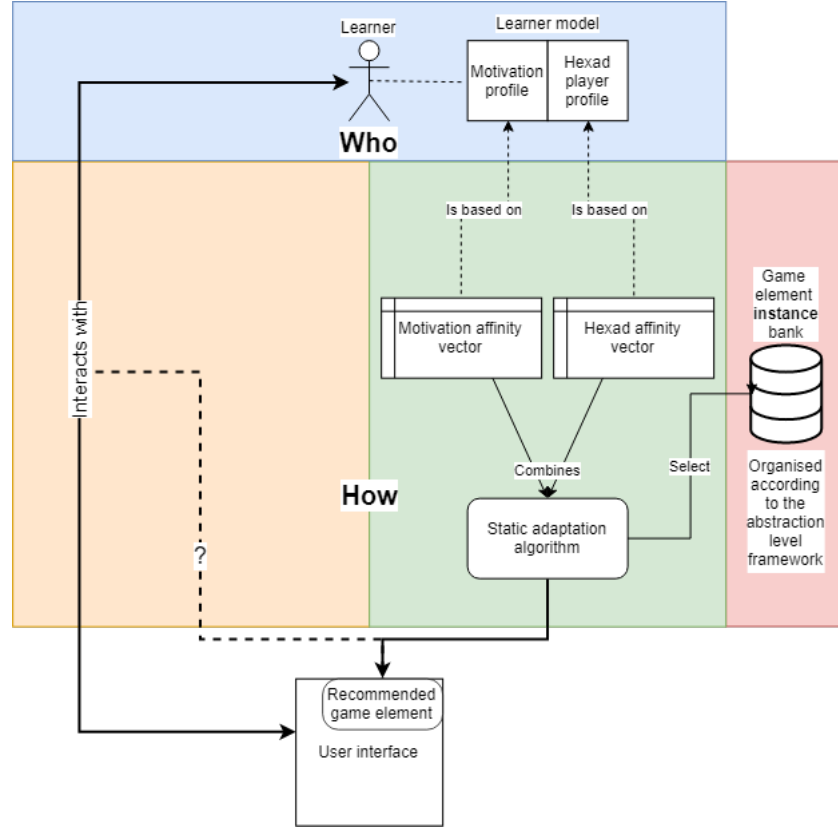 Learner
Learner model
Motivation
profile
Hexad
player
profile
Who
Is based on
Is based on
Motivation affinity
vector
Hexad affinity
vector
Game
element
instance
bank
Interacts with
Combines
Select
How
Organised
according
to the
abstraction
level
framework
Static adaptation
algorithm
?
Recommended
game element
User interface